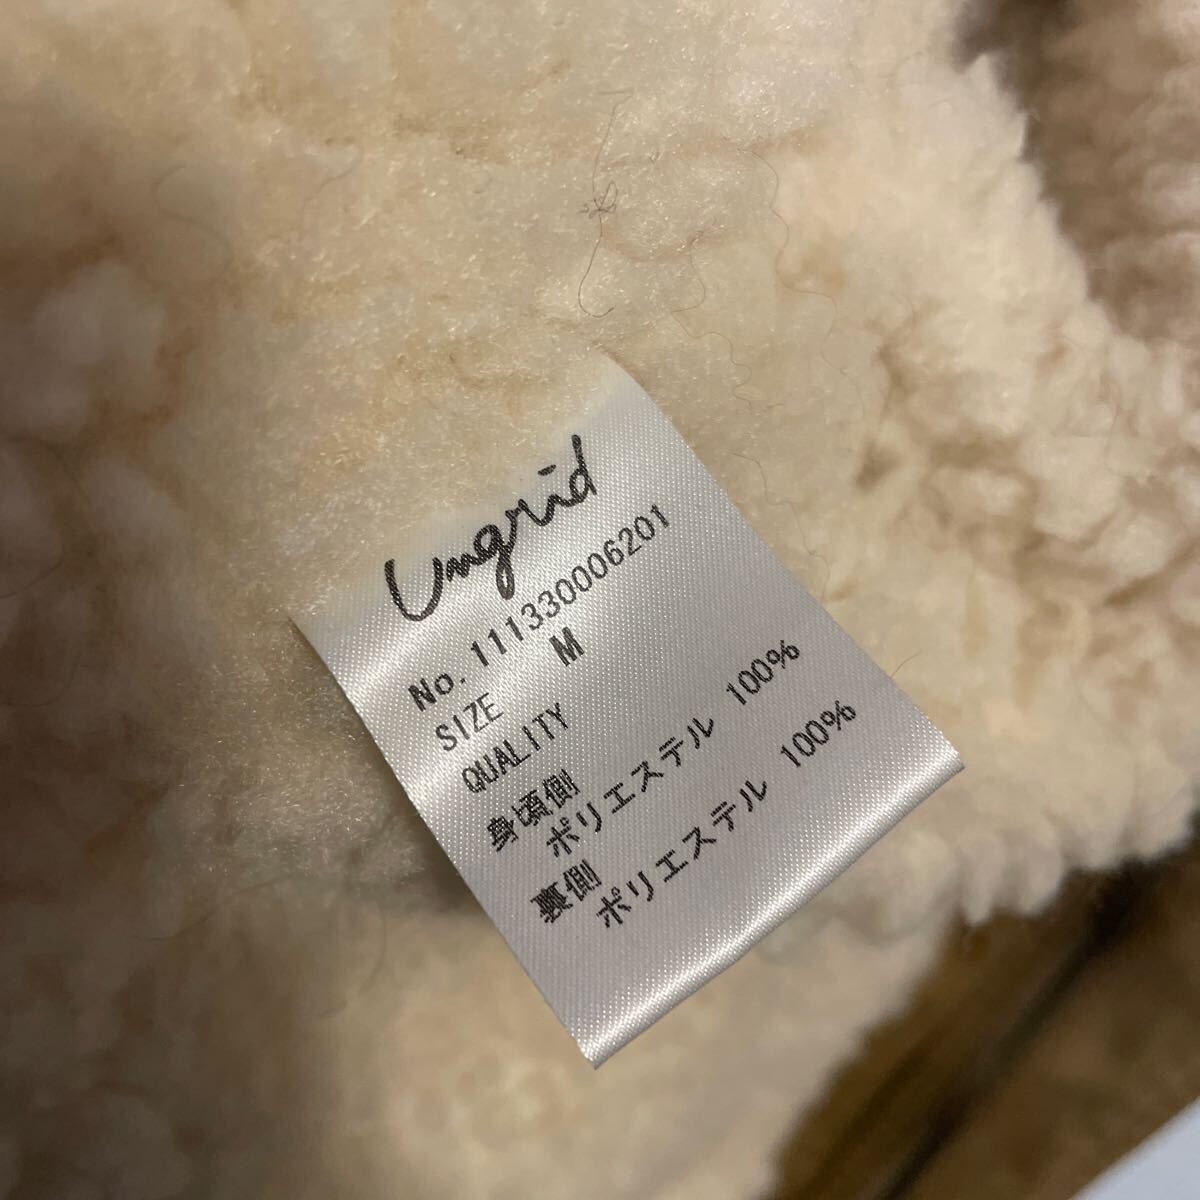 Ungrid
No. 111330006201
SIZE M
QUALITY
身頃側
ポリエステル 100%
裏側
ポリエステル 100%